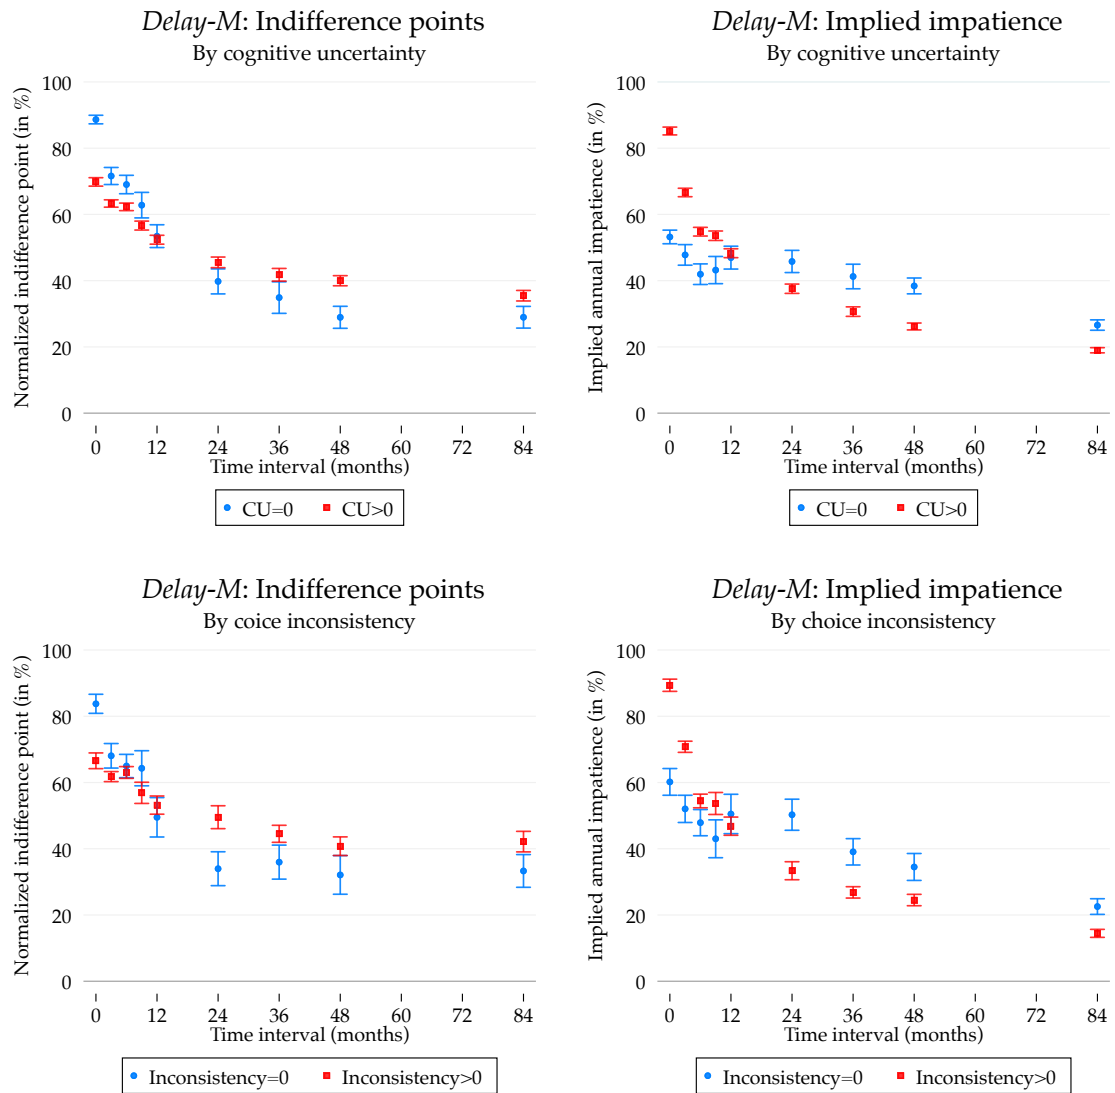 Delay-M: Indifference points
By cognitive uncertainty
Normalized indifference point (in %)
100
80
60
40
20
0
0 12 24 36 48 60 72 84
Time interval (months)
CU=0 CU>0
Delay-M: Implied impatience
By cognitive uncertainty
Implied annual impatience (in %)
100
80
60
40
20
0
0 12 24 36 48 60 72 84
Time interval (months)
CU=0 CU>0
Delay-M: Indifference points
By coice inconsistency
Normalized indifference point (in %)
100
80
60
40
20
0
0 12 24 36 48 60 72 84
Time interval (months)
Inconsistency=0 Inconsistency>0
Delay-M: Implied impatience
By choice inconsistency
Implied annual impatience (in %)
100
80
60
40
20
0
0 12 24 36 48 60 72 84
Time interval (months)
Inconsistency=0 Inconsistency>0